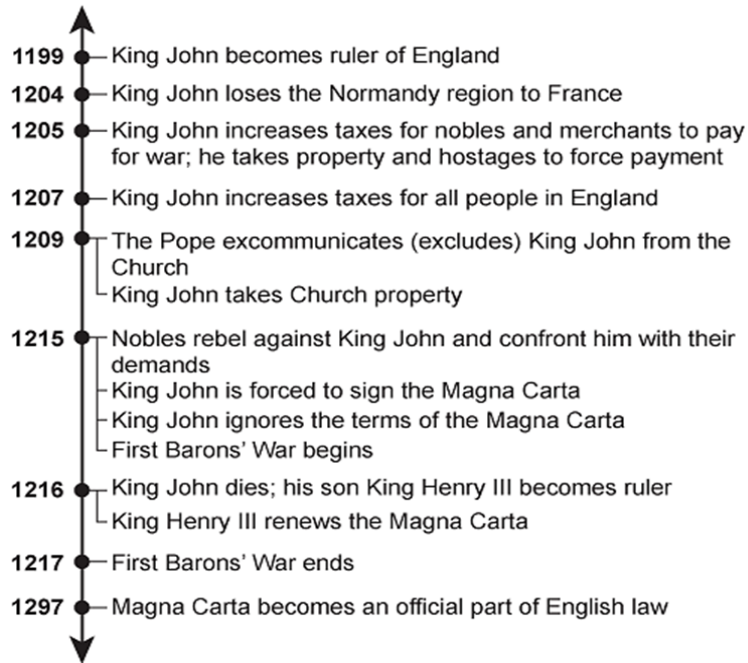 1199 King John becomes ruler of England
1204 King John loses the Normandy region to France
1205 King John increases taxes for nobles and merchants to pay
for war; he takes property and hostages to force payment
1207 King John increases taxes for all people in England
1209 The Pope excommunicates (excludes) King John from the
Church
King John takes Church property
1215 Nobles rebel against King John and confront him with their
demands
King John is forced to sign the Magna Carta
King John ignores the terms of the Magna Carta
First Barons' War begins
1216 King John dies; his son King Henry III becomes ruler
King Henry III renews the Magna Carta
1217 First Barons' War ends
1297 Magna Carta becomes an official part of English law